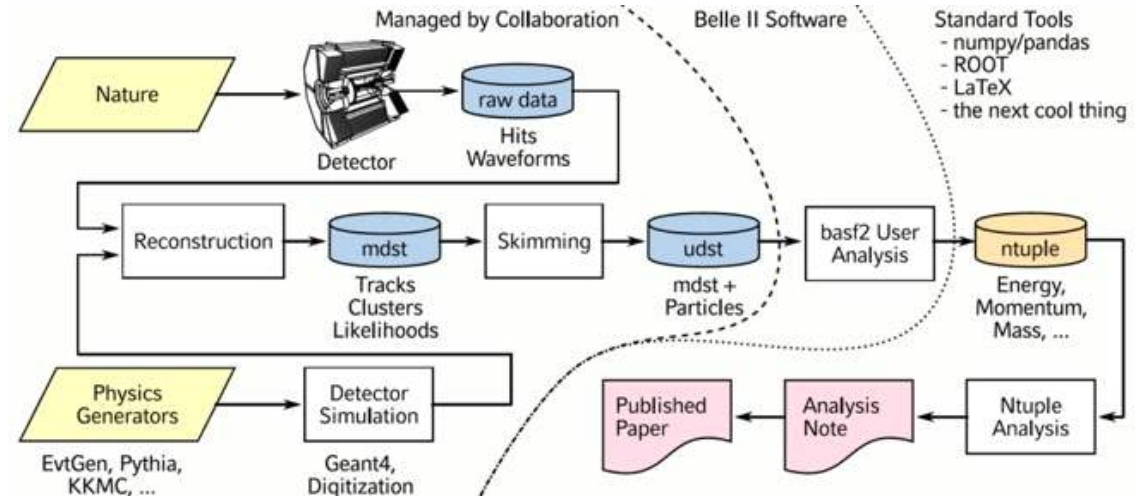 Managed by Collaboration
Belle II Software
Standard Tools
- numpy/pandas
- ROOT
- LaTeX
- the next cool thing
Nature
Detector
raw data
Hits
Waveforms
Reconstruction
mdst
Tracks
Clusters
Likelihoods
Skimming
udst
mdst +
Particles
basf2 User
Analysis
ntuple
Energy,
Momentum,
Mass, ...
Physics
Generators
EvtGen, Pythia,
KKMC, ...
Detector
Simulation
Geant4,
Digitization
Published
Paper
Analysis
Note
Ntuple
Analysis